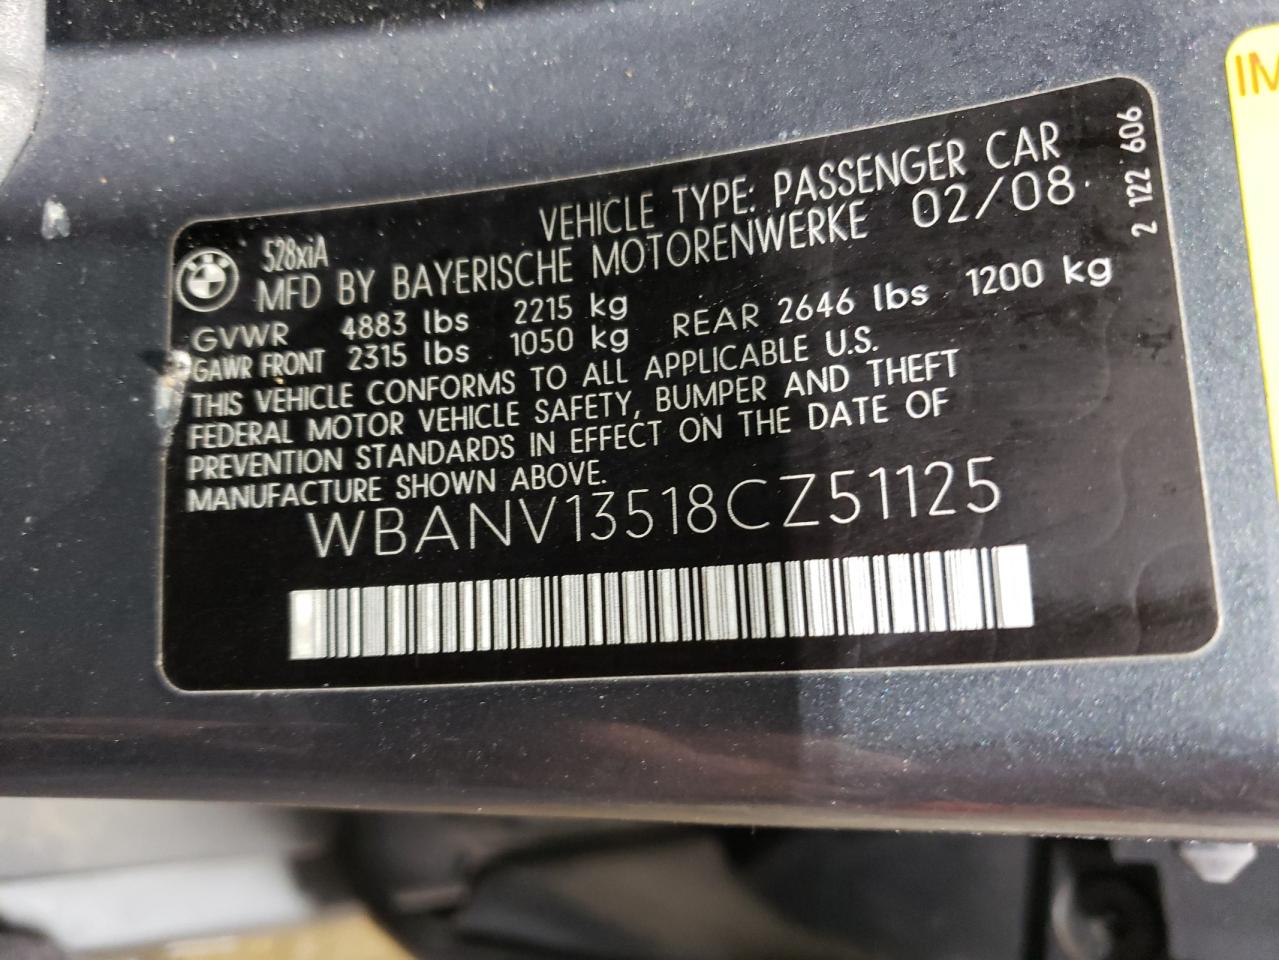 VEHICLE TYPE: PASSENGER CAR
528xiA
MFD BY BAYERISCHE MOTORENWERKE 02/08
2 122 606
GVWR 4883 lbs 2215 kg
GAWR FRONT 2315 lbs 1050 kg REAR 2646 lbs 1200 kg
THIS VEHICLE CONFORMS TO ALL APPLICABLE U.S.
FEDERAL MOTOR VEHICLE SAFETY, BUMPER AND THEFT
PREVENTION STANDARDS IN EFFECT ON THE DATE OF
MANUFACTURE SHOWN ABOVE.
WBANV13518CZ51125
IM